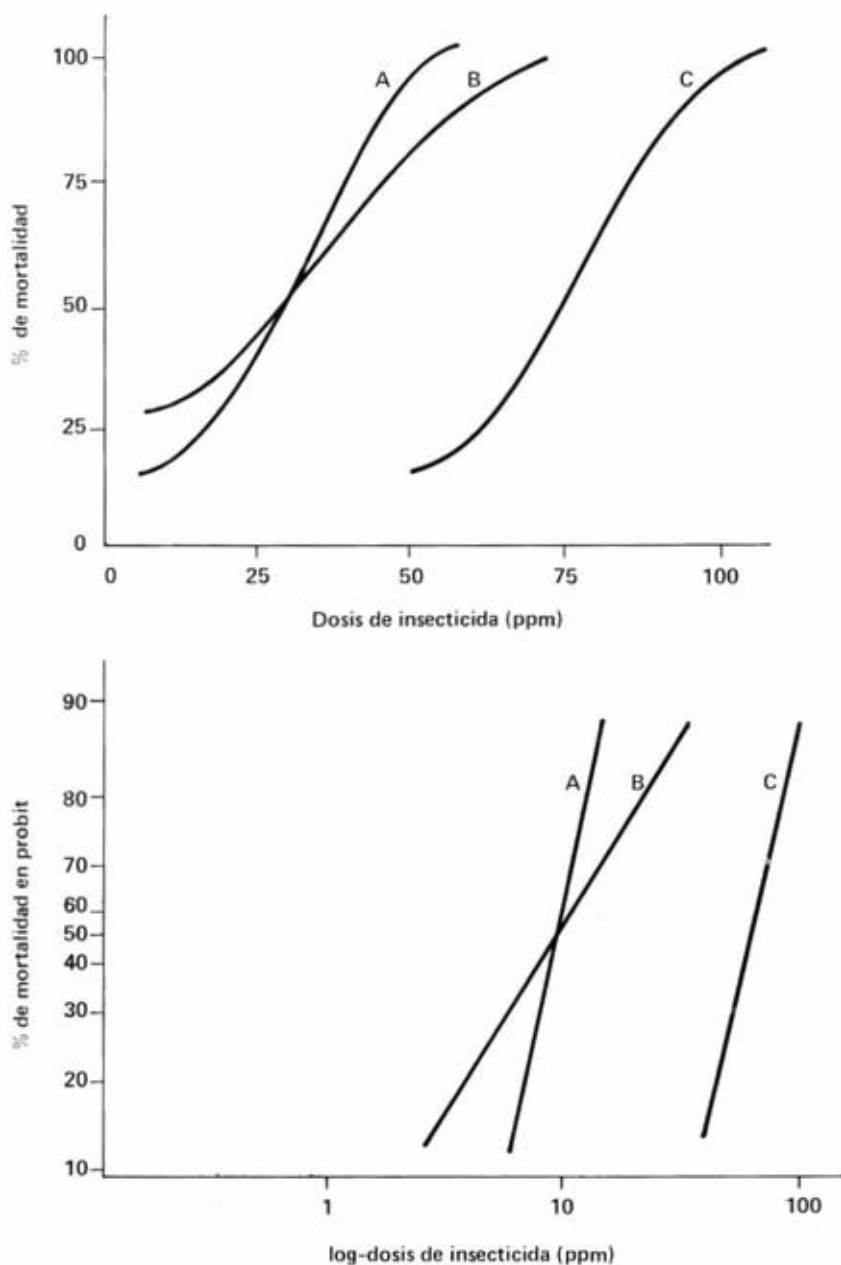 100
75
50
25
0
% de mortalidad
A
B
C
0 25 50 75 100
Dosis de insecticida (ppm)
90
80
70
60
50
40
30
20
10
% de mortalidad en probit
A
B
C
1 10 100
log-dosis de insecticida (ppm)